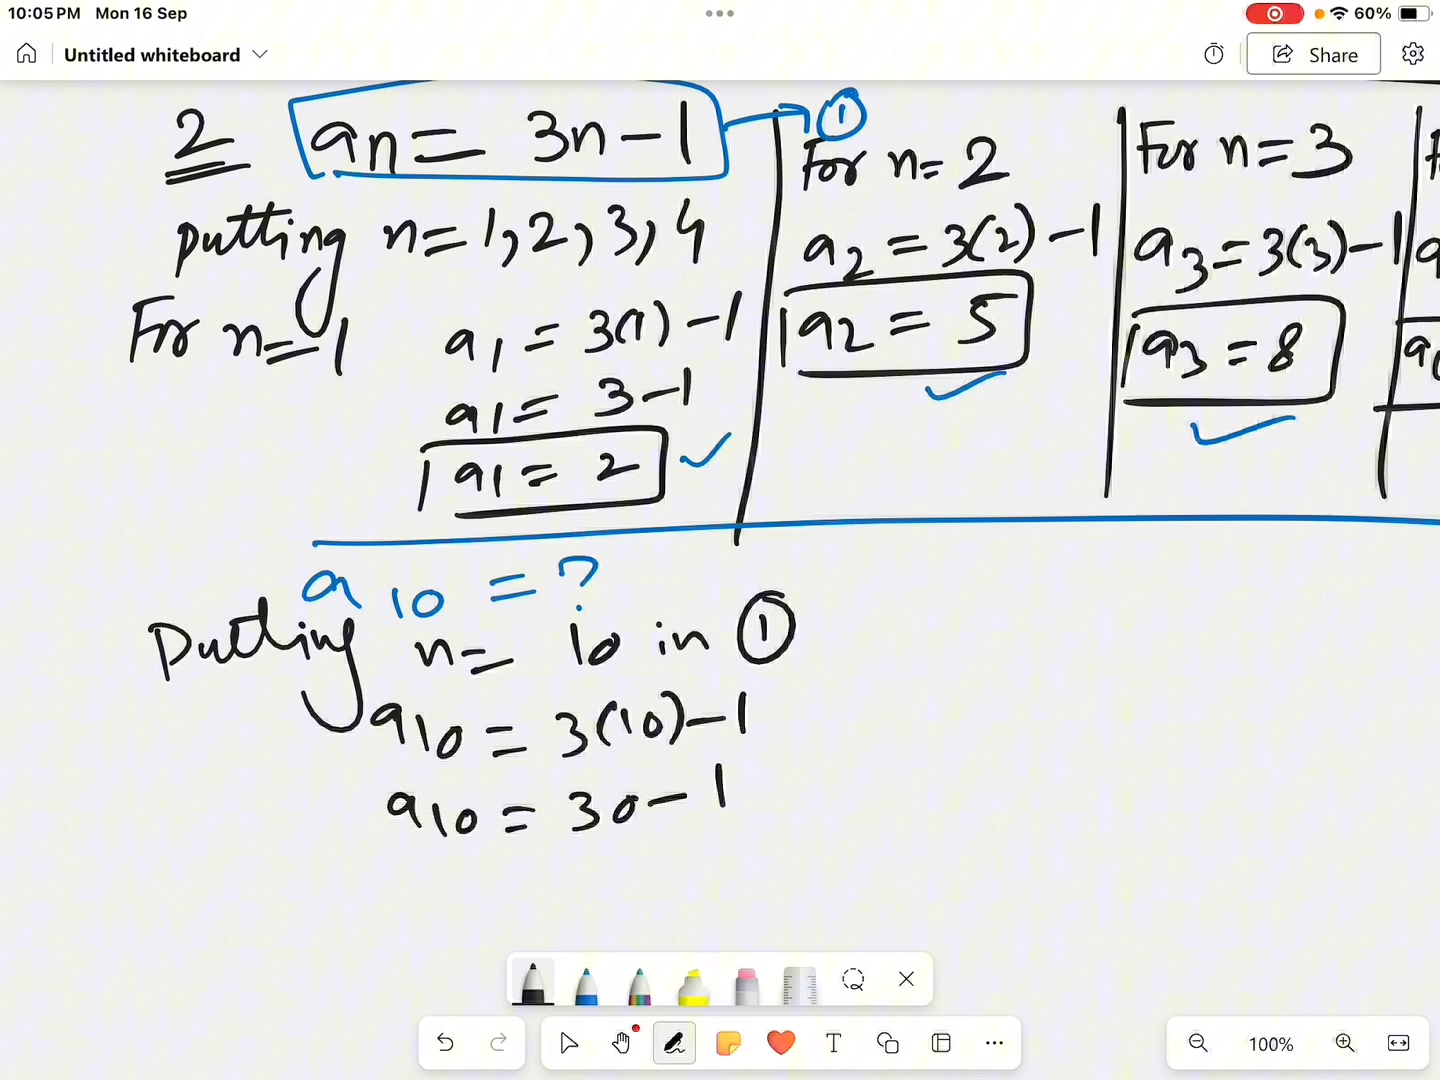 10:05 PM Mon 16 Sep
60%
Untitled whiteboard
Share
2 an = 3n - 1 ①
putting n = 1, 2, 3, 4
For n = 1
a1 = 3(1) - 1
a1 = 3 - 1
a1 = 2
For n = 2
a2 = 3(2) - 1
a2 = 5
For n = 3
a3 = 3(3) - 1
a3 = 8
a10 = ?
Putting n = 10 in ①
a10 = 3(10) - 1
a10 = 30 - 1
T
100%